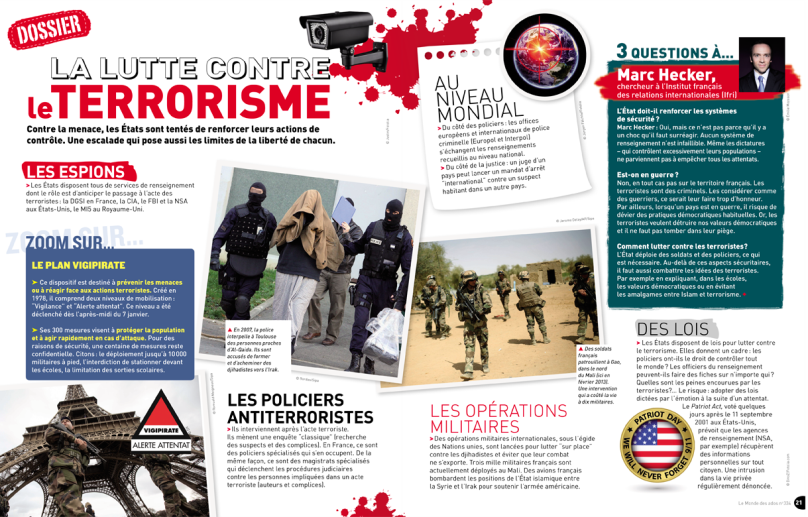 DOSSIER
LA LUTTE CONTRE
le TERRORISME
Contre la menace, les États sont tentés de renforcer leurs actions de
contrôle. Une escalade qui pose aussi les limites de la liberté de chacun.
LES ESPIONS
➤Les États disposent tous de services de renseignement
dont le rôle est d'anticiper le passage à l'acte des
terroristes : la DGSI en France, la CIA, le FBI et la NSA
aux États-Unis, le MI5 au Royaume-Uni.
ZOOM SUR...
LE PLAN VIGIPIRATE
➤ Ce dispositif est destiné à prévenir les menaces
ou à réagir face aux actions terroristes. Créé en
1978, il comprend deux niveaux de mobilisation :
"Vigilance" et "Alerte attentat". Ce niveau a été
déclenché dès l'après-midi du 7 janvier.
➤ Ses 300 mesures visent à protéger la population
et à agir rapidement en cas d'attaque. Pour des
raisons de sécurité, une centaine de mesures reste
confidentielle. Citons : le déploiement jusqu'à 10 000
militaires à pied, l'interdiction de stationner devant
les écoles, la limitation des sorties scolaires.
VIGIPIRATE
ALERTE ATTENTAT
▲ En 2007, la police
interpelle à Toulouse
des personnes proches
d'Al-Qaida. Ils sont
accusés de former
et d'acheminer des
djihadistes vers l'Irak.
LES POLICIERS
ANTITERRORISTES
➤Ils interviennent après l'acte terroriste.
Ils mènent une enquête "classique" (recherche
des suspects et des complices). En France, ce sont
des policiers spécialisés qui s'en occupent. De la
même façon, ce sont des magistrats spécialisés
qui déclenchent les procédures judiciaires
contre les personnes impliquées dans un acte
terroriste (auteurs et complices).
AU
NIVEAU
MONDIAL
➤Du côté des policiers : les offices
européens et internationaux de police
criminelle (Europol et Interpol)
s'échangent les renseignements
recueillis au niveau national.
➤ Du côté de la justice : un juge d'un
pays peut lancer un mandat d'arrêt
"international" contre un suspect
habitant dans un autre pays.
▲ Des soldats
français
patrouillent à Gao,
dans le nord
du Mali (ici en
février 2013).
Une intervention
qui a coûté la vie
à dix militaires.
LES OPÉRATIONS
MILITAIRES
➤Des opérations militaires internationales, sous l'égide
des Nations unies, sont lancées pour lutter "sur place"
contre les djihadistes et éviter que leur combat
ne s'exporte. Trois mille militaires français sont
actuellement déployés au Mali. Des avions français
bombardent les positions de l'État islamique entre
la Syrie et l'Irak pour soutenir l'armée américaine.
3 QUESTIONS À...
Marc Hecker,
chercheur à l'Institut français
des relations internationales (Ifri)
L'État doit-il renforcer les systèmes
de sécurité ?
Marc Hecker : Oui, mais ce n'est pas parce qu'il y a
un choc qu'il faut surréagir. Aucun système de
renseignement n'est infaillible. Même les dictatures
– qui contrôlent excessivement leurs populations –
ne parviennent pas à empêcher tous les attentats.
Est-on en guerre ?
Non, en tout cas pas sur le territoire français. Les
terroristes sont des criminels. Les considérer comme
des guerriers, ce serait leur faire trop d'honneur.
Par ailleurs, lorsqu'un pays est en guerre, il risque de
dévier des pratiques démocratiques habituelles. Or, les
terroristes veulent détruire nos valeurs démocratiques
et il ne faut pas tomber dans leur piège.
Comment lutter contre les terroristes?
L'État déploie des soldats et des policiers, ce qui
est nécessaire. Au-delà de ces aspects sécuritaires,
il faut aussi combattre les idées des terroristes.
Par exemple en expliquant, dans les écoles,
les valeurs démocratiques ou en évitant
les amalgames entre Islam et terrorisme.
DES LOIS
➤ Les États disposent de lois pour lutter contre
le terrorisme. Elles donnent un cadre : les
policiers ont-ils le droit de contrôler tout
le monde ? Les officiers du renseignement
peuvent-ils faire des fiches sur n'importe qui ?
Quelles sont les peines encourues par les
terroristes?... Le risque : adopter des lois
dictées par l'émotion à la suite d'un attentat.
Le Patriot Act, voté quelques
jours après le 11 septembre
2001 aux États-Unis,
prévoit que les agences
de renseignement (NSA,
par exemple) récupèrent
des informations
personnelles sur tout
citoyen. Une intrusion
dans la vie privée
régulièrement dénoncée.
PATRIOT DAY
WE WILL NEVER FORGET
Le Monde des ados n°334
21